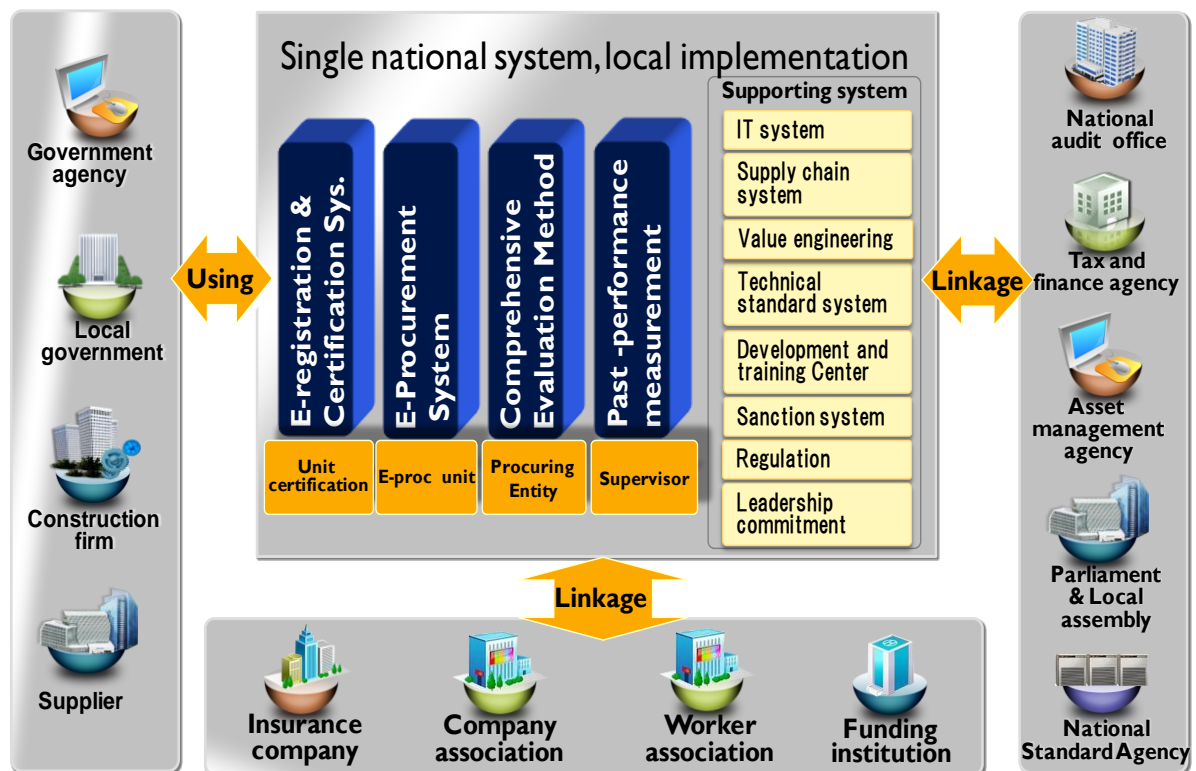 Single national system, local implementation
Government
agency
Local
government
Construction
firm
Supplier
Using
E-registration &
Certification Sys.
E-Procurement
System
Comprehensive
Evaluation Method
Past -performance
measurement
Unit
certification
E-proc unit
Procuring
Entity
Supervisor
Supporting system
IT system
Supply chain
system
Value engineering
Technical
standard system
Development and
training Center
Sanction system
Regulation
Leadership
commitment
Linkage
National
audit office
Tax and
finance agency
Asset
management
agency
Parliament
& Local
assembly
National
Standard Agency
Linkage
Insurance
company
Company
association
Worker
association
Funding
institution